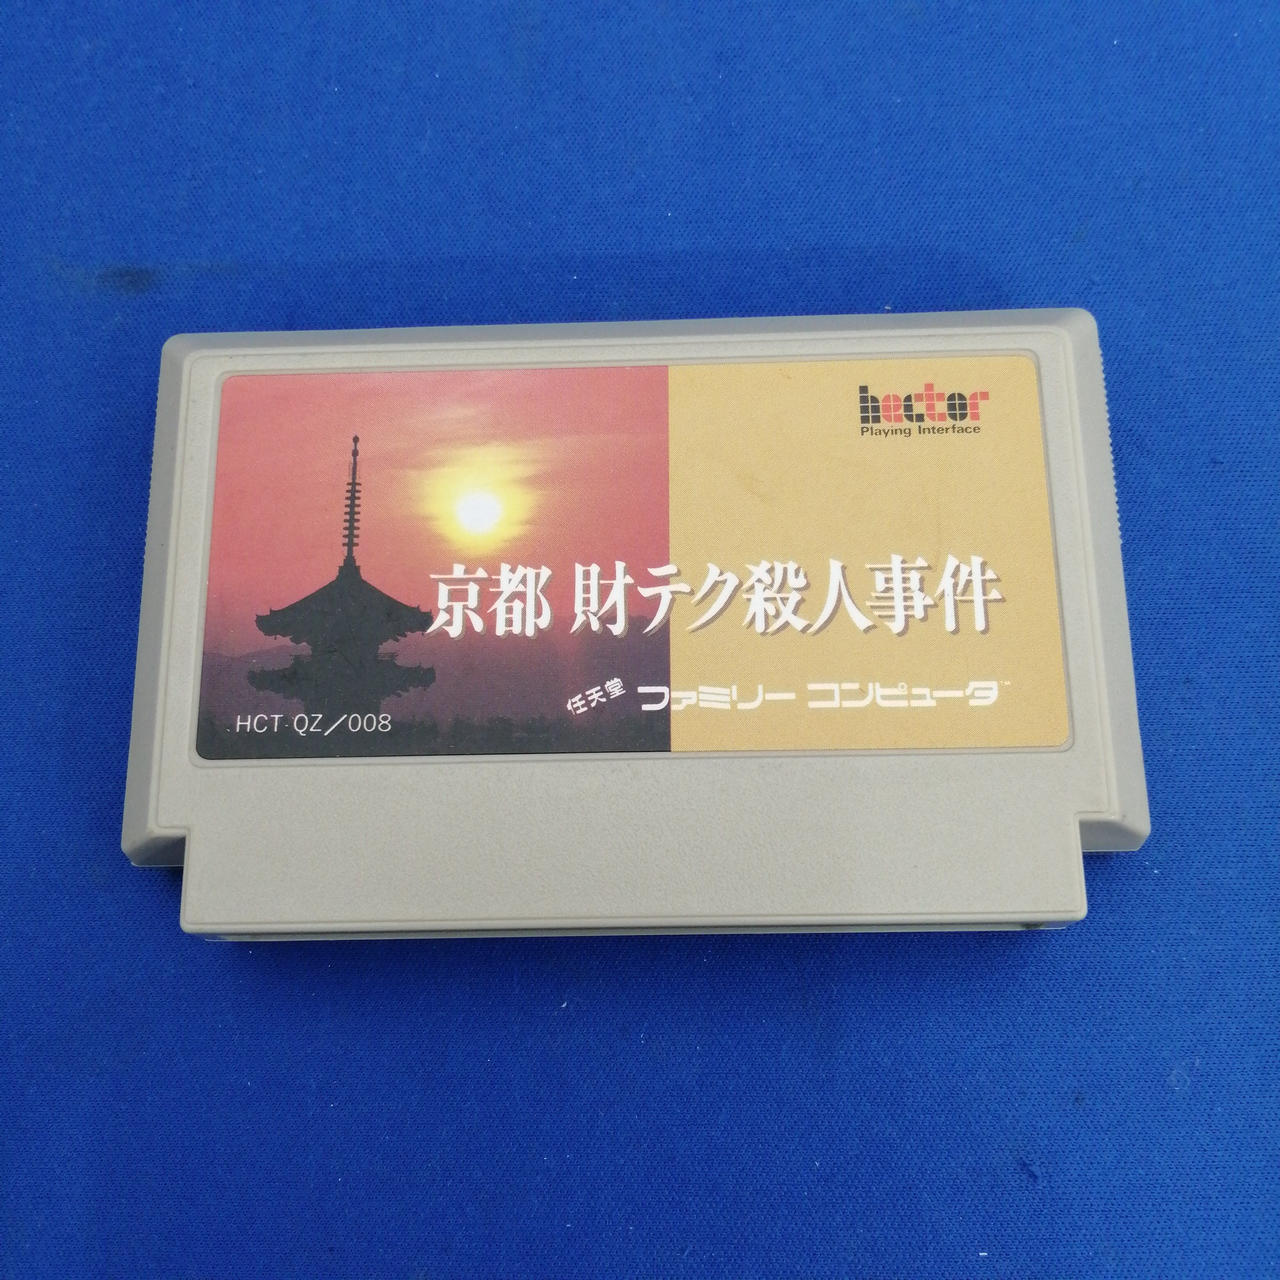 hector
Playing Interface
京都 財テク殺人事件
任天堂 ファミリー コンピュータ™
HCT-QZ/008